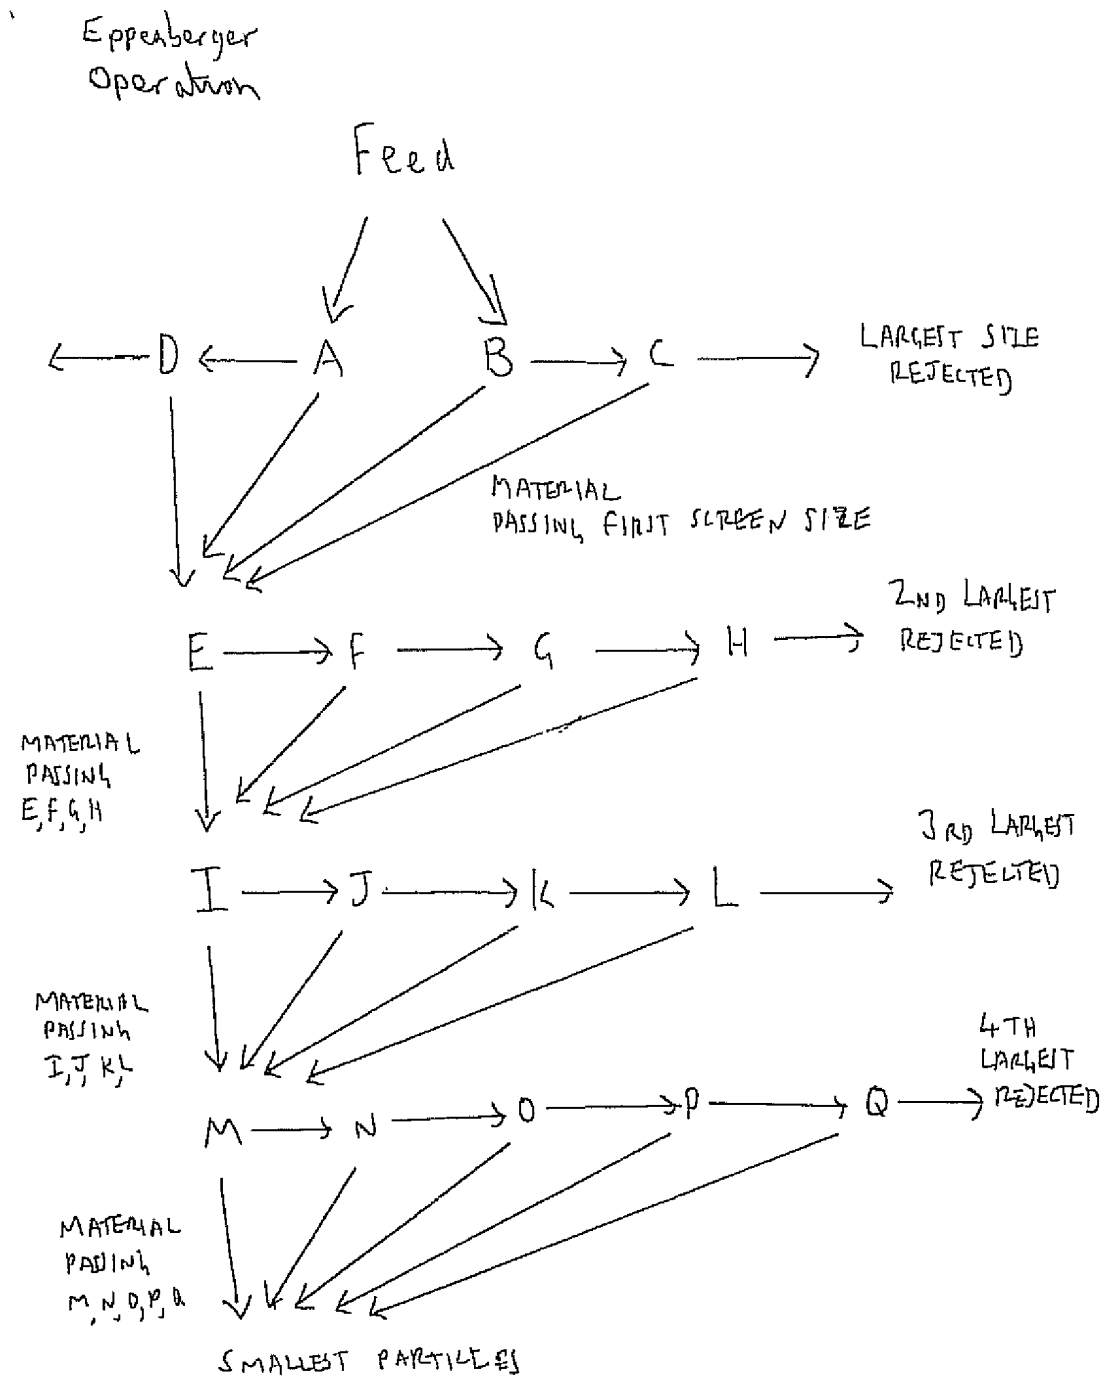 Eppenberger
Operation
Feed
D A B C
LARGEST SIZE
REJECTED
MATERIAL
PASSING FIRST SCREEN SIZE
2ND LARGEST
REJECTED
E F G H
MATERIAL
PASSING
E, F, G, H
3RD LARGEST
REJECTED
I J K L
MATERIAL
PASSING
I, J, K, L
4TH
LARGEST
REJECTED
M N O P Q
MATERIAL
PASSING
M, N, O, P, Q
SMALLEST PARTICLES